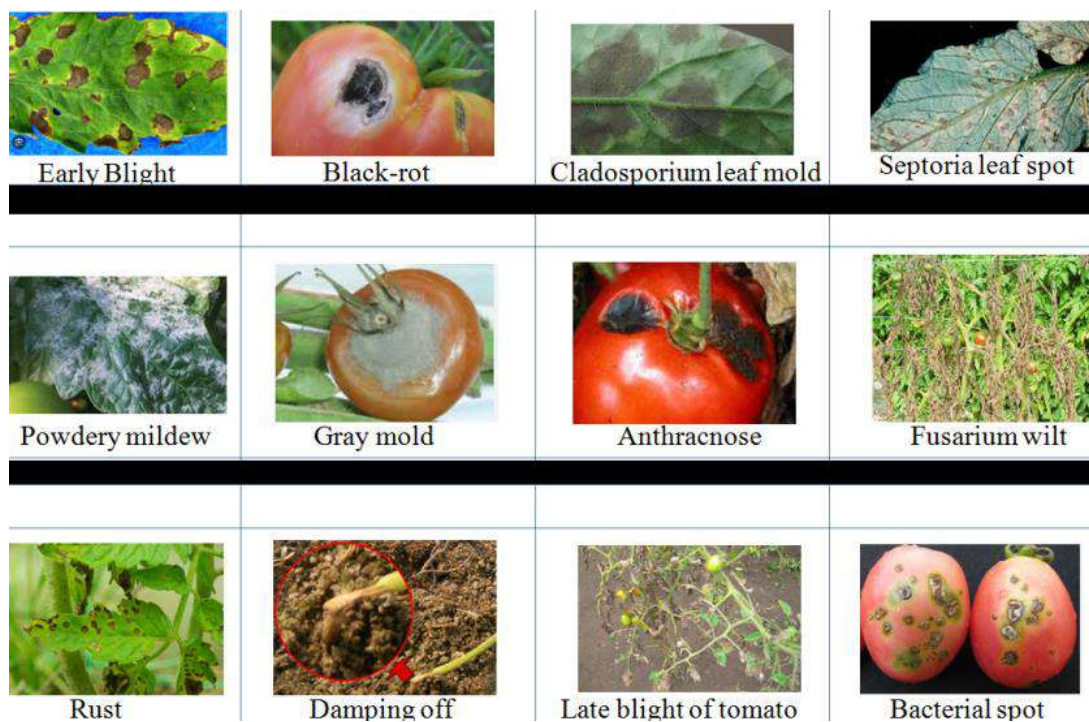 Early Blight
Black-rot
Cladosporium leaf mold
Septoria leaf spot
Powdery mildew
Gray mold
Anthracnose
Fusarium wilt
Rust
Damping off
Late blight of tomato
Bacterial spot